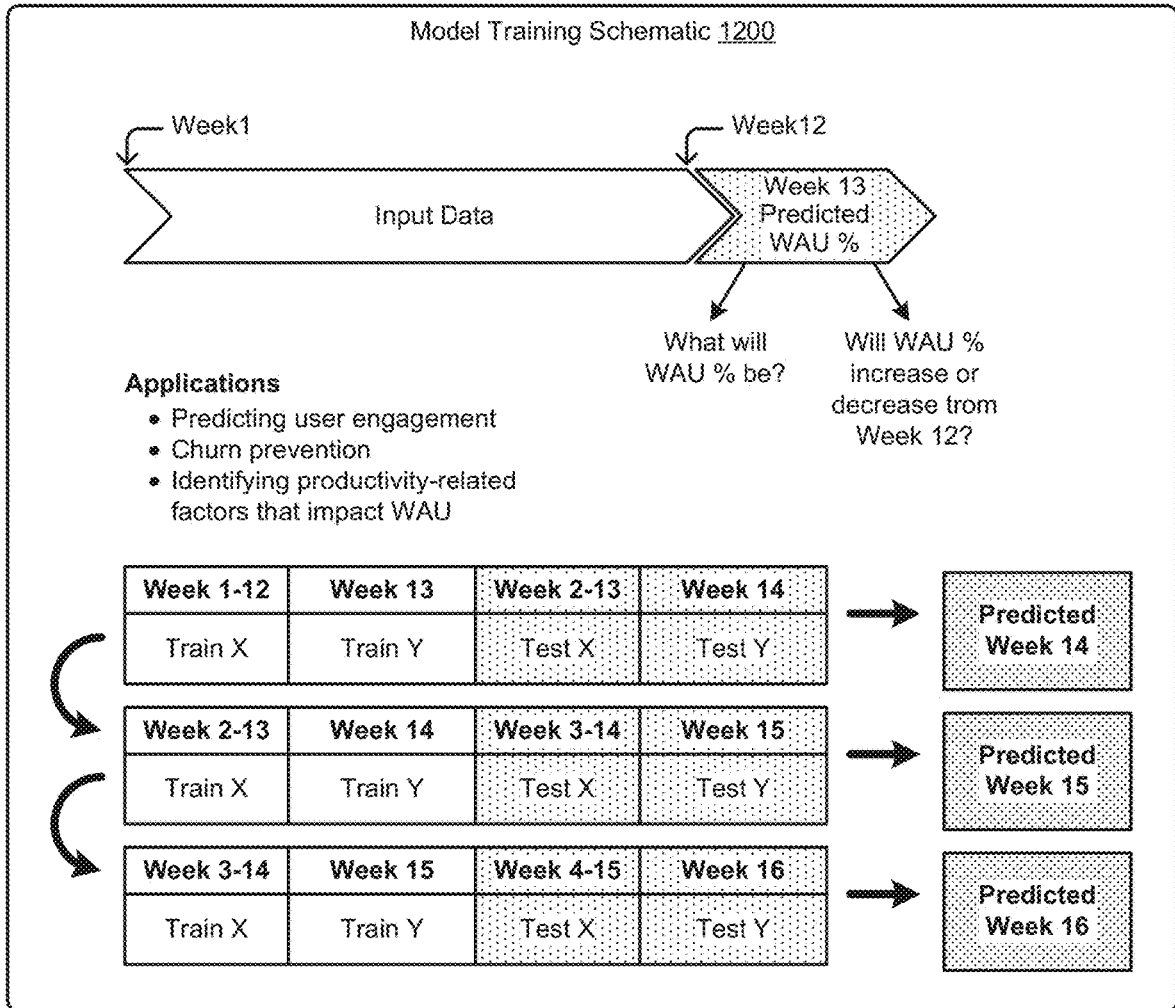 Model Training Schematic 1200
Week1
Week12
Input Data
Week 13
Predicted
WAU %
What will
WAU % be?
Will WAU %
increase or
decrease from
Week 12?
Applications
• Predicting user engagement
• Churn prevention
• Identifying productivity-related
factors that impact WAU
Week 1-12 Week 13 Week 2-13 Week 14
Train X Train Y Test X Test Y
Predicted
Week 14
Week 2-13 Week 14 Week 3-14 Week 15
Train X Train Y Test X Test Y
Predicted
Week 15
Week 3-14 Week 15 Week 4-15 Week 16
Train X Train Y Test X Test Y
Predicted
Week 16